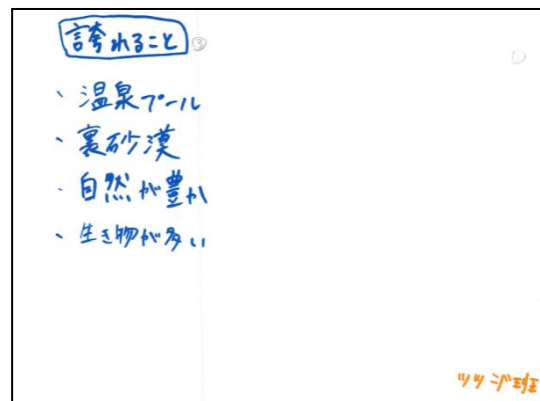 誇れること ③
、温泉プール
、裏砂漠
、自然が豊か
、生き物が多い
ツツジ班